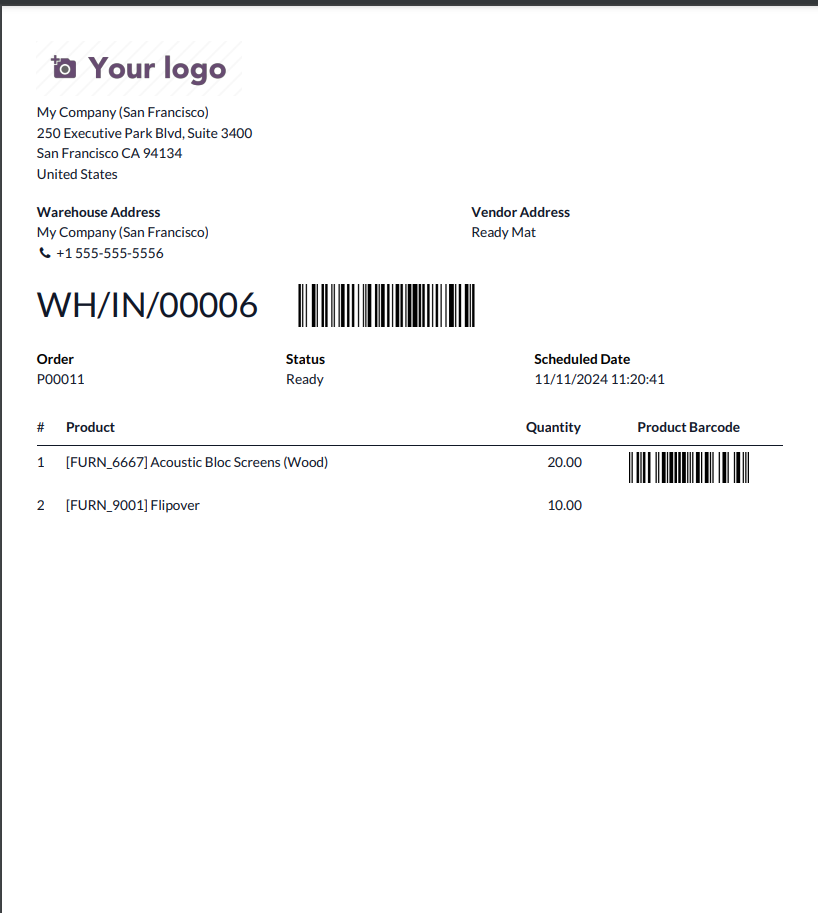 Your logo
My Company (San Francisco)
250 Executive Park Blvd, Suite 3400
San Francisco CA 94134
United States
Warehouse Address
My Company (San Francisco)
+1 555-555-5556
Vendor Address
Ready Mat
WH/IN/00006
Order Status Scheduled Date
P00011 Ready 11/11/2024 11:20:41
# Product Quantity Product Barcode
1 [FURN_6667] Acoustic Bloc Screens (Wood) 20.00
2 [FURN_9001] Flipover 10.00